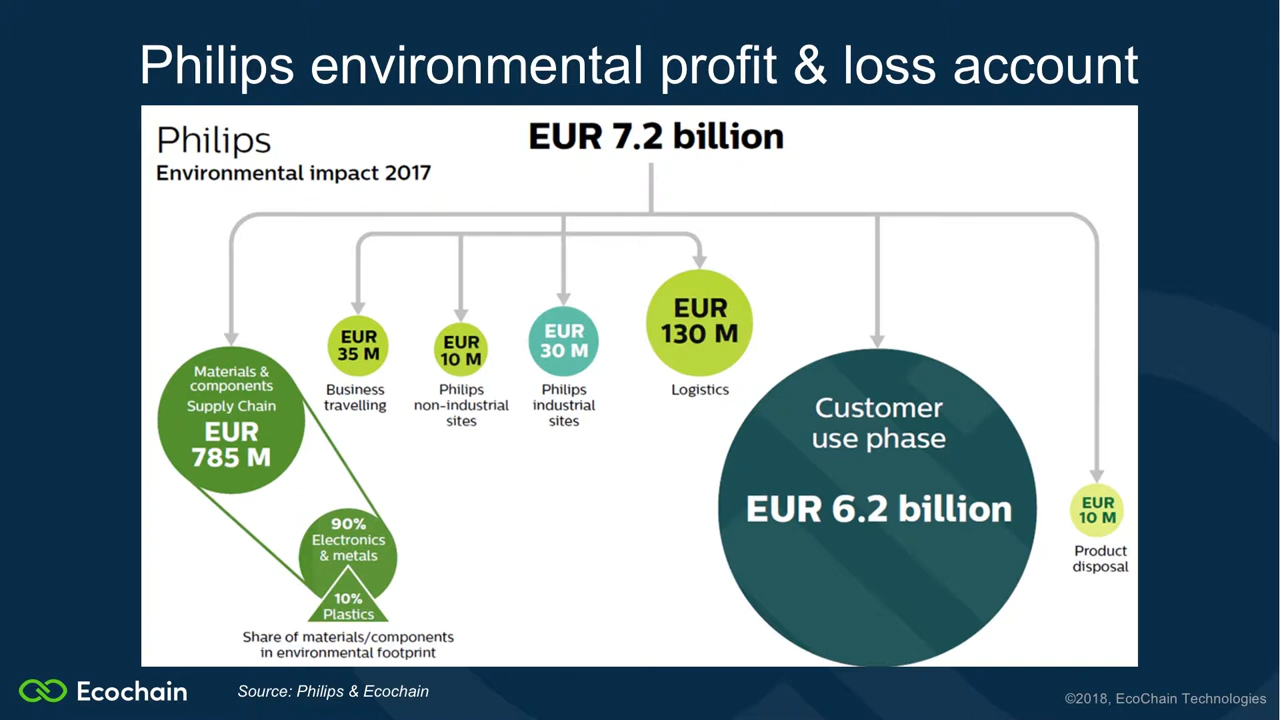 Philips environmental profit & loss account
Philips
Environmental impact 2017
EUR 7.2 billion
Materials &
components
Supply Chain
EUR
785 M
90%
Electronics
& metals
10%
Plastics
Share of materials/components
in environmental footprint
EUR
35 M
Business
travelling
EUR
10 M
Philips
non-industrial
sites
EUR
30 M
Philips
industrial
sites
EUR
130 M
Logistics
Customer
use phase
EUR 6.2 billion
EUR
10 M
Product
disposal
Ecochain
Source: Philips & Ecochain
©2018, EcoChain Technologies